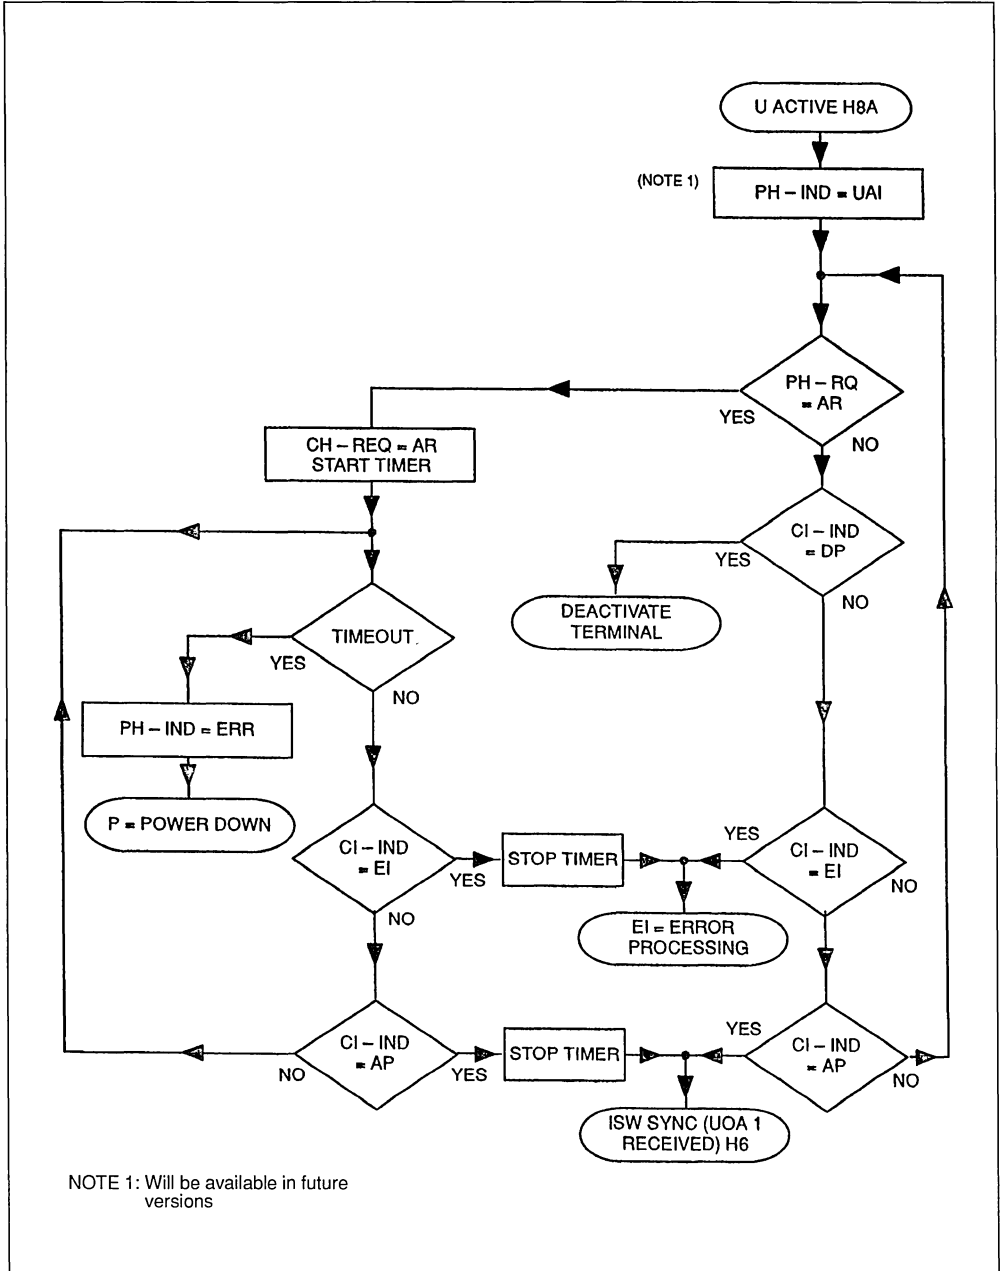 U ACTIVE H8A
(NOTE 1)
PH – IND = UAI
PH – RQ
= AR
YES
NO
CH – REQ = AR
START TIMER
CI – IND
= DP
YES
NO
DEACTIVATE
TERMINAL
TIMEOUT.
YES
NO
PH – IND = ERR
P = POWER DOWN
CI – IND
= EI
YES
NO
STOP TIMER
YES
CI – IND
= EI
NO
EI = ERROR
PROCESSING
CI – IND
= AP
NO
YES
STOP TIMER
YES
CI – IND
= AP
NO
ISW SYNC (UOA 1
RECEIVED) H6
NOTE 1: Will be available in future
versions